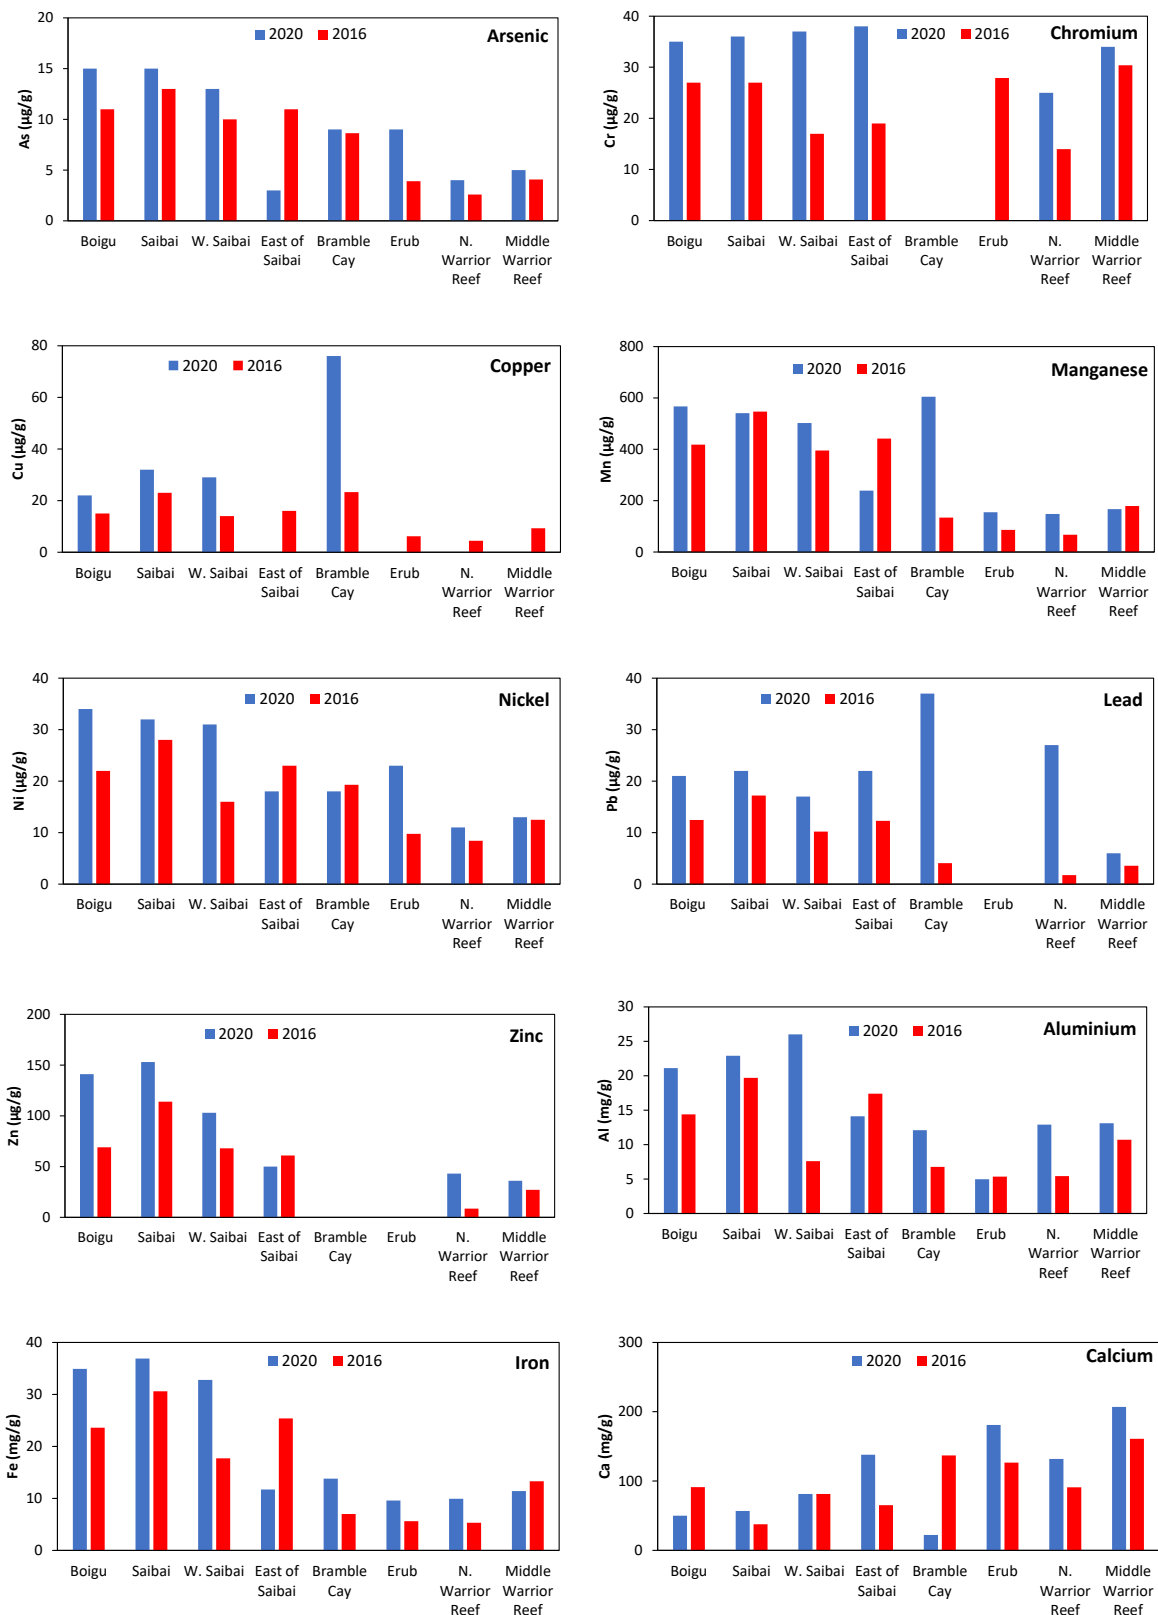 20
2020 2016
Arsenic
15
10
5
0
As (µg/g)
Boigu Saibai W. Saibai East of Bramble Erub N. Middle
Saibai Cay Warrior Warrior
Reef Reef
40
2020 2016
Chromium
30
20
10
0
Cr (µg/g)
Boigu Saibai W. Saibai East of Bramble Erub N. Middle
Saibai Cay Warrior Warrior
Reef Reef
80
2020 2016
Copper
60
40
20
0
Cu (µg/g)
Boigu Saibai W. Saibai East of Bramble Erub N. Middle
Saibai Cay Warrior Warrior
Reef Reef
800
2020 2016
Manganese
600
400
200
0
Mn (µg/g)
Boigu Saibai W. Saibai East of Bramble Erub N. Middle
Saibai Cay Warrior Warrior
Reef Reef
40
2020 2016
Nickel
30
20
10
0
Ni (µg/g)
Boigu Saibai W. Saibai East of Bramble Erub N. Middle
Saibai Cay Warrior Warrior
Reef Reef
40
2020 2016
Lead
30
20
10
0
Pb (µg/g)
Boigu Saibai W. Saibai East of Bramble Erub N. Middle
Saibai Cay Warrior Warrior
Reef Reef
200
2020 2016
Zinc
150
100
50
0
Zn (µg/g)
Boigu Saibai W. Saibai East of Bramble Erub N. Middle
Saibai Cay Warrior Warrior
Reef Reef
30
2020 2016
Aluminium
25
20
15
10
5
0
Al (mg/g)
Boigu Saibai W. Saibai East of Bramble Erub N. Middle
Saibai Cay Warrior Warrior
Reef Reef
40
2020 2016
Iron
30
20
10
0
Fe (mg/g)
Boigu Saibai W. Saibai East of Bramble Erub N. Middle
Saibai Cay Warrior Warrior
Reef Reef
300
2020 2016
Calcium
200
100
0
Ca (mg/g)
Boigu Saibai W. Saibai East of Bramble Erub N. Middle
Saibai Cay Warrior Warrior
Reef Reef